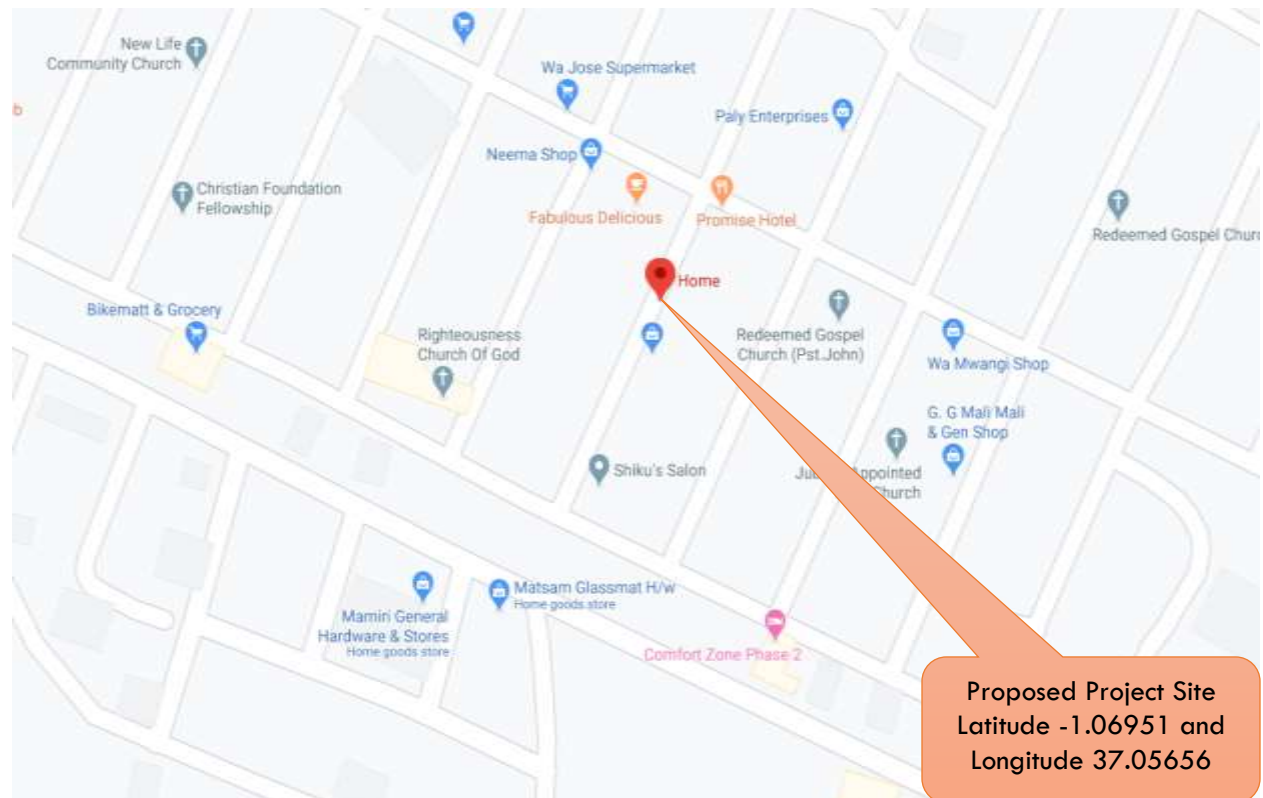 New Life
Community Church
Wa Jose Supermarket
b
Paly Enterprises
Neema Shop
Christian Foundation
Fellowship
Fabulous Delicious
Promise Hotel
Redeemed Gospel Chur
Home
Bikematt & Grocery
Righteousness
Church Of God
Redeemed Gospel
Church (Pst.John)
Wa Mwangi Shop
G. G Mali Mali
& Gen Shop
Shiku's Salon
Appointed
Church
Matsam Glassmat H/w
Home goods store
Mamiri General
Hardware & Stores
Home goods store
Comfort Zone Phase 2
Proposed Project Site
Latitude -1.06951 and
Longitude 37.05656